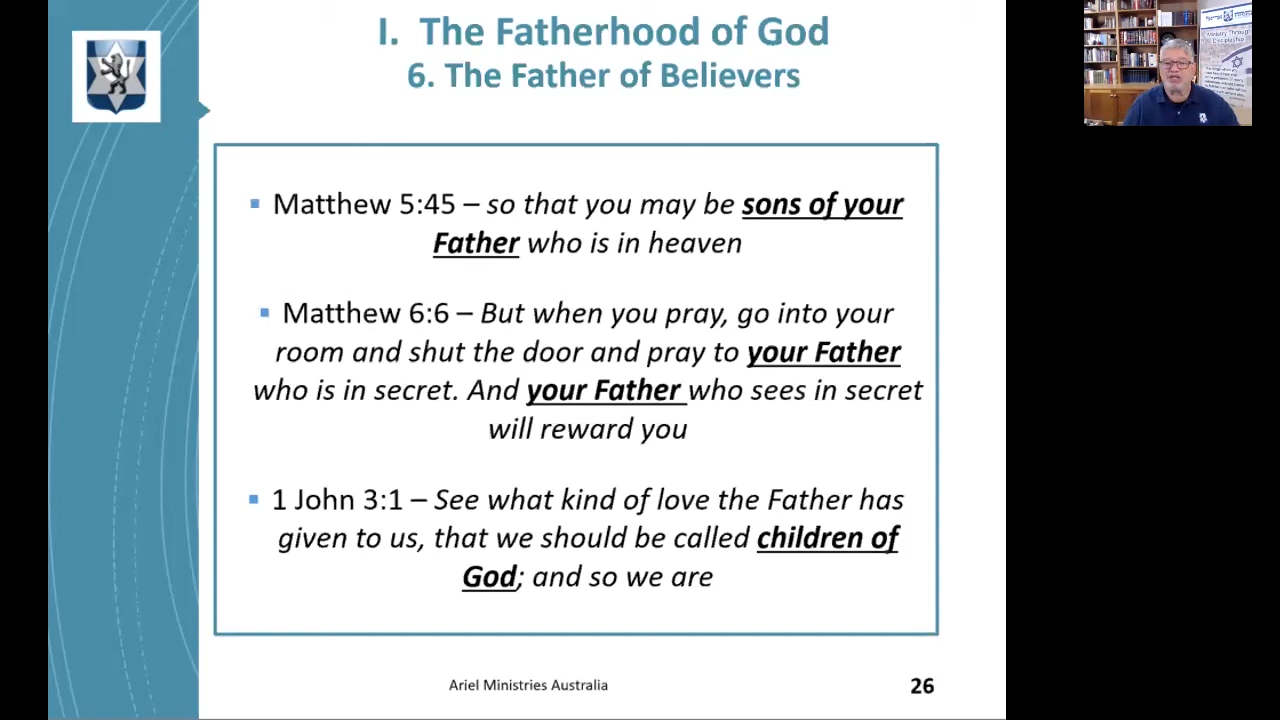 I. The Fatherhood of God
6. The Father of Believers
▪ Matthew 5:45 – so that you may be sons of your
Father who is in heaven
▪ Matthew 6:6 – But when you pray, go into your
room and shut the door and pray to your Father
who is in secret. And your Father who sees in secret
will reward you
▪ 1 John 3:1 – See what kind of love the Father has
given to us, that we should be called children of
God; and so we are
Ariel Ministries Australia
26
Ministry Through
Discipleship